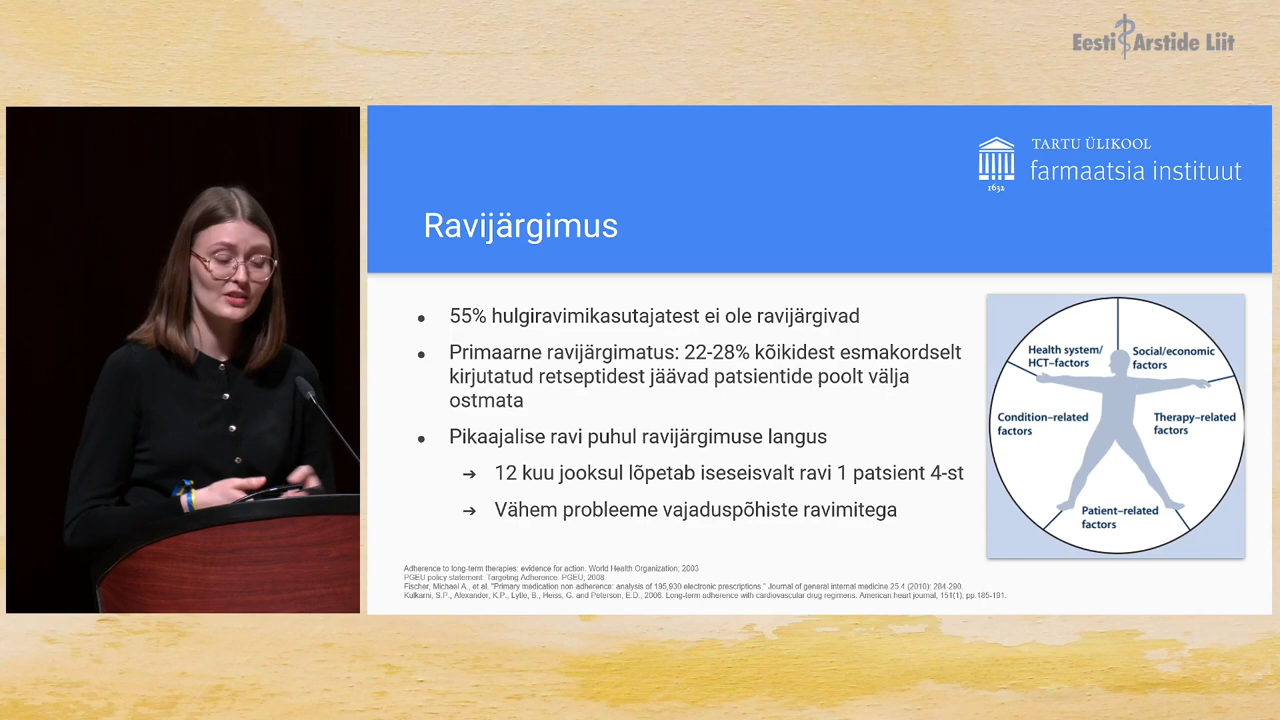 Eesti Arstide Liit
TARTU ÜLIKOOL
farmaatsia instituut
1632
Ravijärgimus
55% hulgiravimikasutajatest ei ole ravijärgivad
Primaarne ravijärgimatus: 22-28% kõikidest esmakordselt
kirjutatud retseptidest jäävad patsientide poolt välja
ostmata
Pikaajalise ravi puhul ravijärgimuse langus
12 kuu jooksul lõpetab iseseisvalt ravi 1 patsient 4-st
Vähem probleeme vajaduspõhiste ravimitega
Health system/
HCT–factors
Social/economic
factors
Condition–related
factors
Therapy–related
factors
Patient–related
factors
Adherence to long-term therapies: evidence for action. World Health Organization; 2003
PGEU policy statement: Targeting Adherence. PGEU; 2008.
Fischer, Michael A., et al. "Primary medication non-adherence: analysis of 195,930 electronic prescriptions." Journal of general internal medicine 25.4 (2010): 284-290.
Kulkarni, S.P., Alexander, K.P., Lytle, B., Heiss, G. and Peterson, E.D., 2006. Long-term adherence with cardiovascular drug regimens. American heart journal, 151(1), pp.185-191.